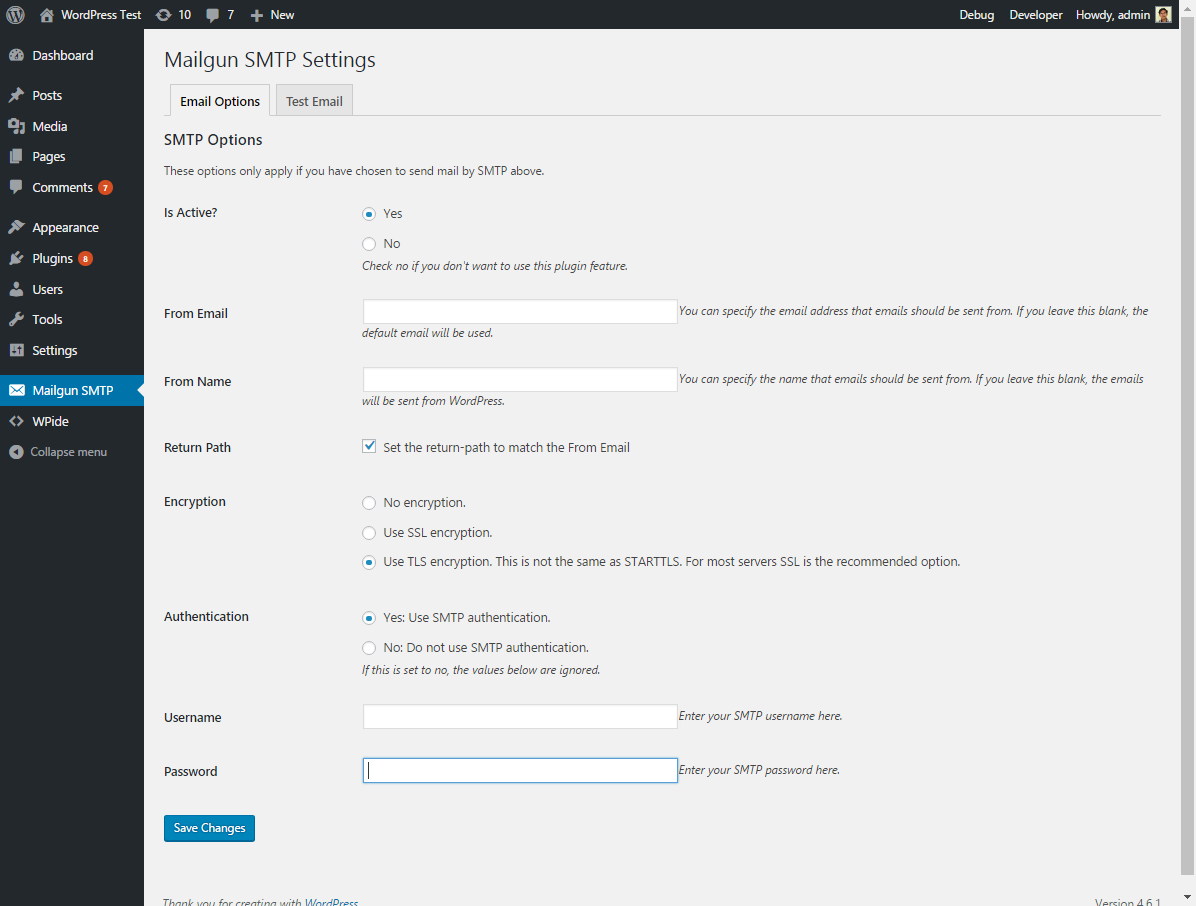 WordPress Test 10 7 New Debug Developer Howdy, admin
Dashboard
Posts
Media
Pages
Comments 7
Appearance
Plugins 8
Users
Tools
Settings
Mailgun SMTP
WPide
Collapse menu
Mailgun SMTP Settings
Email Options Test Email
SMTP Options
These options only apply if you have chosen to send mail by SMTP above.
Is Active? Yes
No
Check no if you don't want to use this plugin feature.
From Email You can specify the email address that emails should be sent from. If you leave this blank, the
default email will be used.
From Name You can specify the name that emails should be sent from. If you leave this blank, the emails
will be sent from WordPress.
Return Path Set the return-path to match the From Email
Encryption No encryption.
Use SSL encryption.
Use TLS encryption. This is not the same as STARTTLS. For most servers SSL is the recommended option.
Authentication Yes: Use SMTP authentication.
No: Do not use SMTP authentication.
If this is set to no, the values below are ignored.
Username Enter your SMTP username here.
Password Enter your SMTP password here.
Save Changes
Thank you for creating with WordPress Version 4.6.1